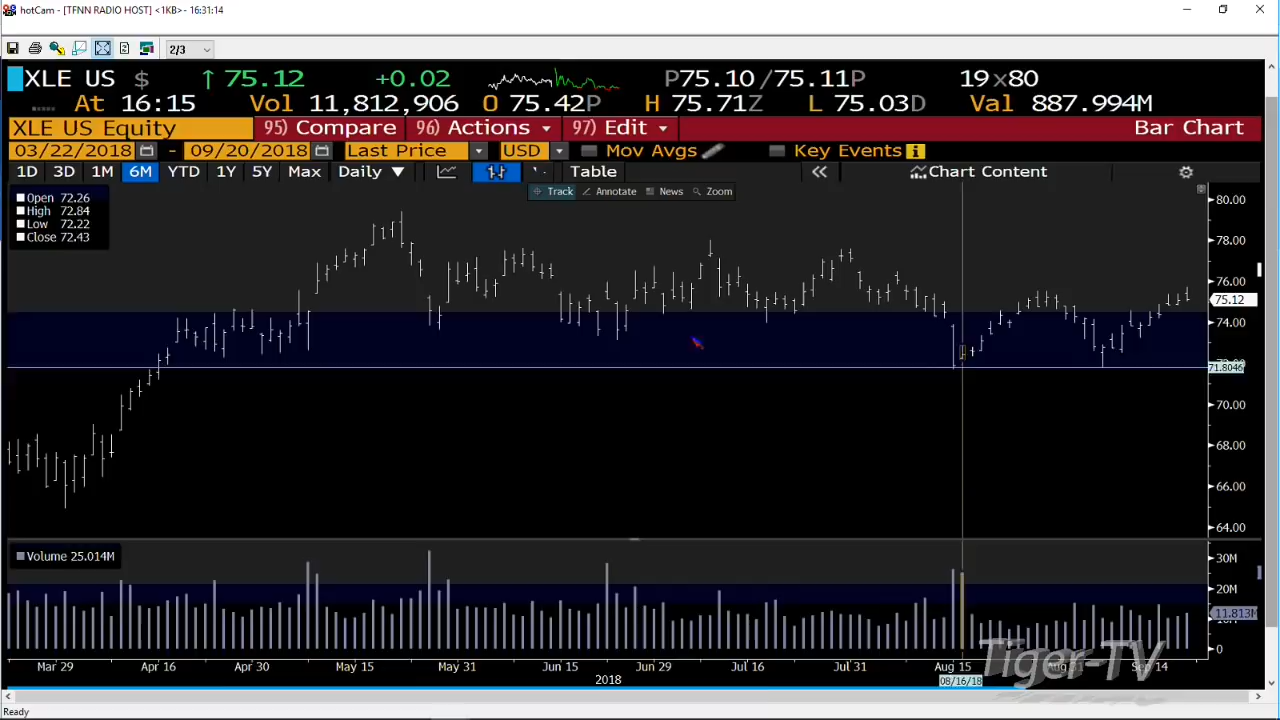 hotCam - [TFNN RADIO HOST] <1KB> - 16:31:14
2/3
XLE US $ ↑ 75.12 +0.02 P75.10/75.11P 19x80
At 16:15 Vol 11,812,906 O 75.42P H 75.71Z L 75.03D Val 887.994M
XLE US Equity 95) Compare 96) Actions 97) Edit Bar Chart
03/22/2018 - 09/20/2018 Last Price USD Mov Avgs Key Events
1D 3D 1M 6M YTD 1Y 5Y Max Daily Table « Chart Content
Track Annotate News Zoom
Open 72.26
High 72.84
Low 72.22
Close 72.43
80.00
78.00
76.00
75.12
74.00
71.8046
70.00
68.00
66.00
64.00
Volume 25.014M
30M
20M
11.813M
0
Mar 29 Apr 16 Apr 30 May 15 May 31 Jun 15 Jun 29 Jul 16 Jul 31 Aug 15 Aug 31 Sep 14
2018
08/16/18
Tiger-TV
Ready